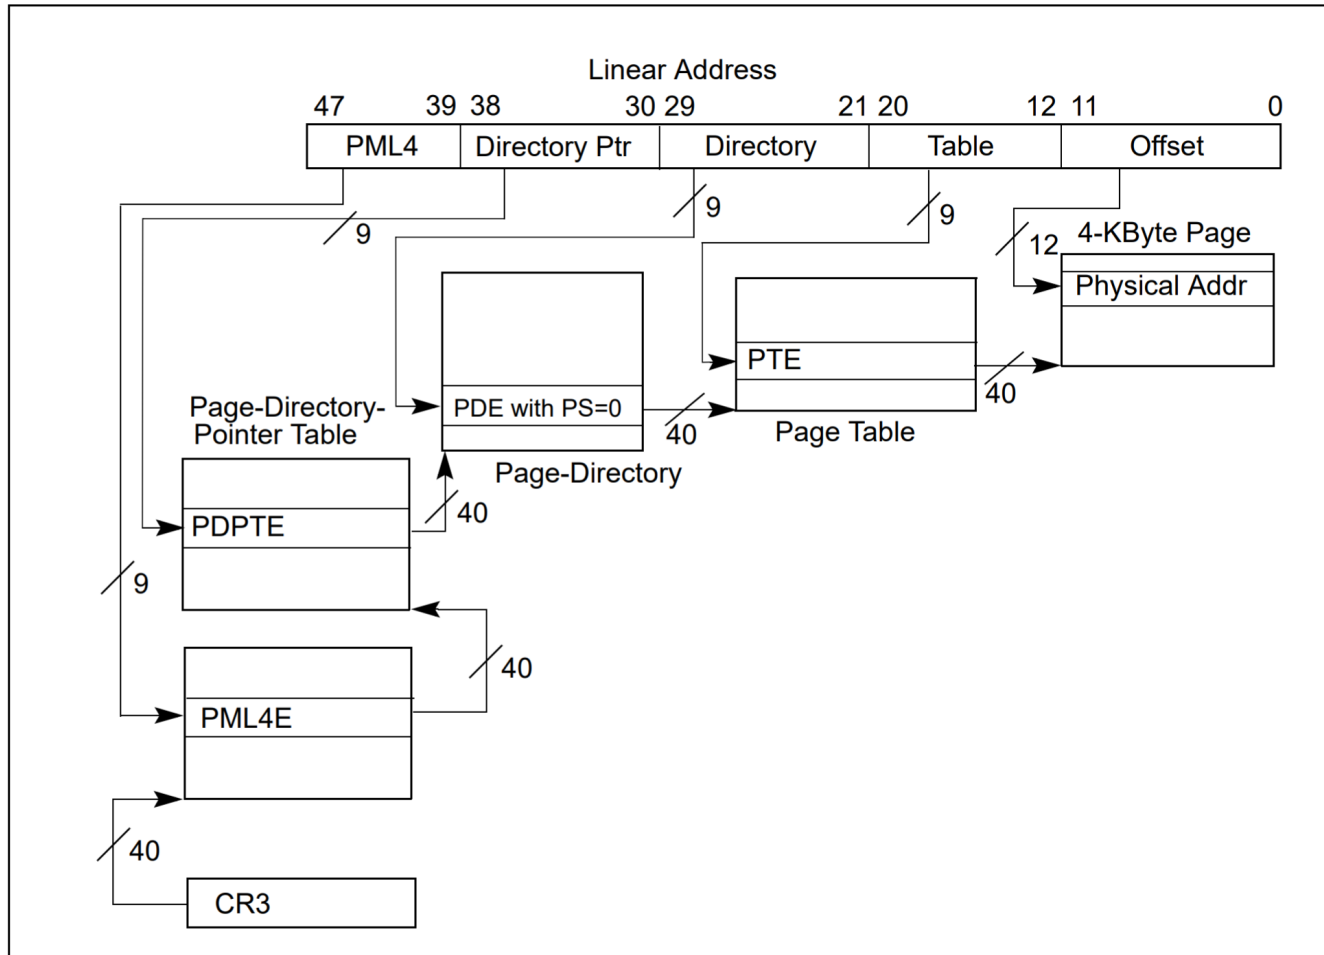 Linear Address
47 39 38 30 29 21 20 12 11 0
PML4 Directory Ptr Directory Table Offset
9
9
9
12
4-KByte Page
Physical Addr
PTE
40
Page Table
PDE with PS=0
40
Page-Directory
Page-Directory-
Pointer Table
PDPTE
40
9
40
PML4E
40
CR3